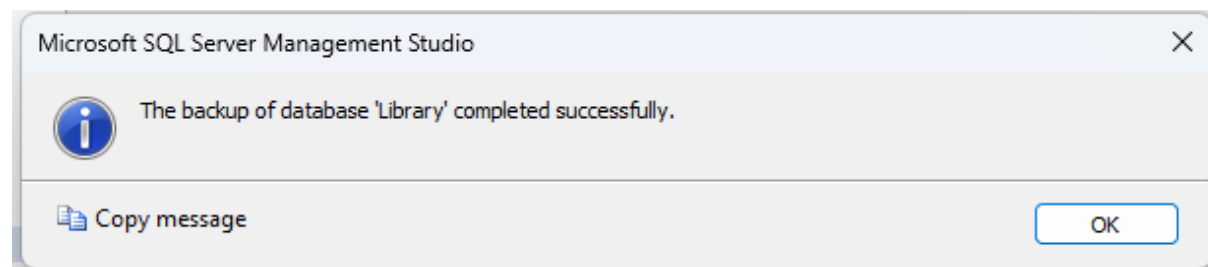 Microsoft SQL Server Management Studio
The backup of database 'Library' completed successfully.
Copy message
OK